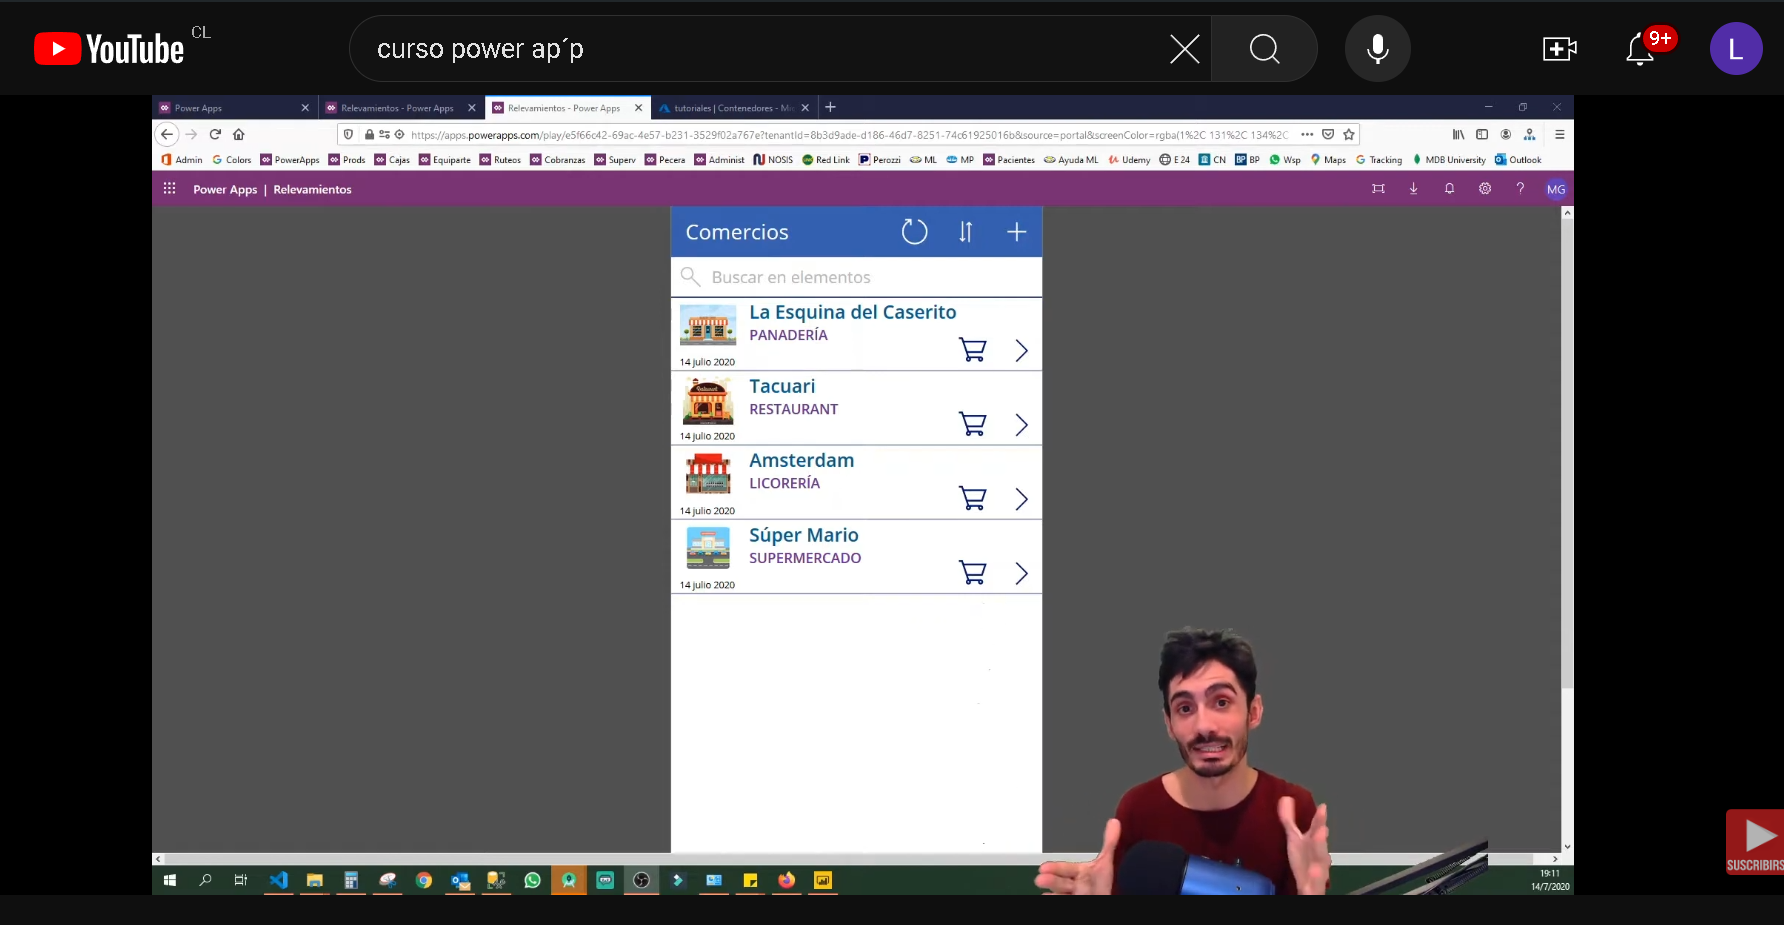 YouTube CL
curso power ap´p
9+
L
Power Apps
Relevamientos - Power Apps
Relevamientos - Power Apps
tutoriales | Contenedores - Mi
https://apps.powerapps.com/play/e5f66c42-69ac-4e57-b231-3529f02a767e?tenantId=8b3d9ade-d186-46d7-8251-74c61925016b&source=portal&screenColor=rgba(1%2C 131%2C 134%2C
Admin Colors PowerApps Prods Cajas Equiparte Ruteos Cobranzas Superv Pecera Administ NOSIS Red Link Perozzi ML MP Pacientes Ayuda ML Udemy E 24 CN BP BP Wsp Maps Tracking MDB University Outlook
Power Apps | Relevamientos
? MG
Comercios
Buscar en elementos
La Esquina del Caserito
PANADERÍA
14 julio 2020
Tacuari
RESTAURANT
14 julio 2020
Amsterdam
LICORERÍA
14 julio 2020
Súper Mario
SUPERMERCADO
14 julio 2020
SUSCRIBIRS
19:11
14/7/2020